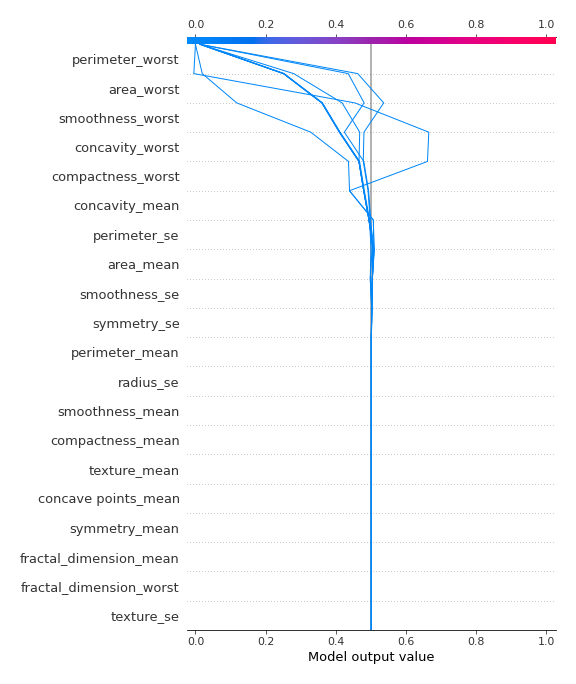 0.0 0.2 0.4 0.6 0.8 1.0
perimeter_worst
area_worst
smoothness_worst
concavity_worst
compactness_worst
concavity_mean
perimeter_se
area_mean
smoothness_se
symmetry_se
perimeter_mean
radius_se
smoothness_mean
compactness_mean
texture_mean
concave points_mean
symmetry_mean
fractal_dimension_mean
fractal_dimension_worst
texture_se
0.0 0.2 0.4 0.6 0.8 1.0
Model output value